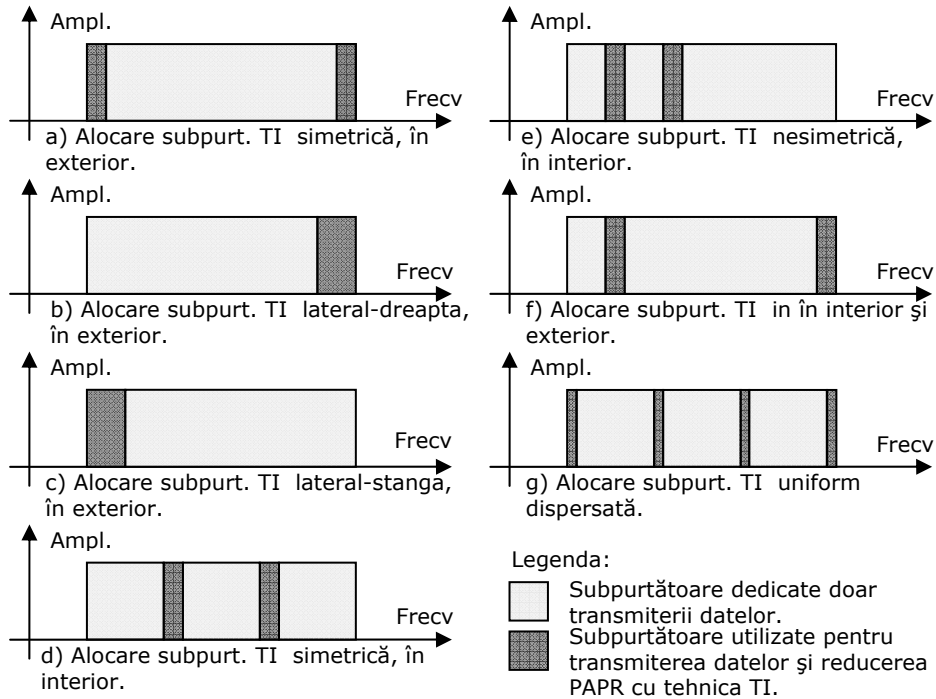 Ampl.
Frecv
a) Alocare subpurt. TI simetrică, în
exterior.
Ampl.
Frecv
b) Alocare subpurt. TI lateral-dreapta,
în exterior.
Ampl.
Frecv
c) Alocare subpurt. TI lateral-stanga,
în exterior.
Ampl.
Frecv
d) Alocare subpurt. TI simetrică, în
interior.
Ampl.
Frecv
e) Alocare subpurt. TI nesimetrică,
în interior.
Ampl.
Frecv
f) Alocare subpurt. TI in în interior şi
exterior.
Ampl.
Frecv
g) Alocare subpurt. TI uniform
dispersată.
Legenda:
Subpurtătoare dedicate doar
transmiterii datelor.
Subpurtătoare utilizate pentru
transmiterea datelor şi reducerea
PAPR cu tehnica TI.